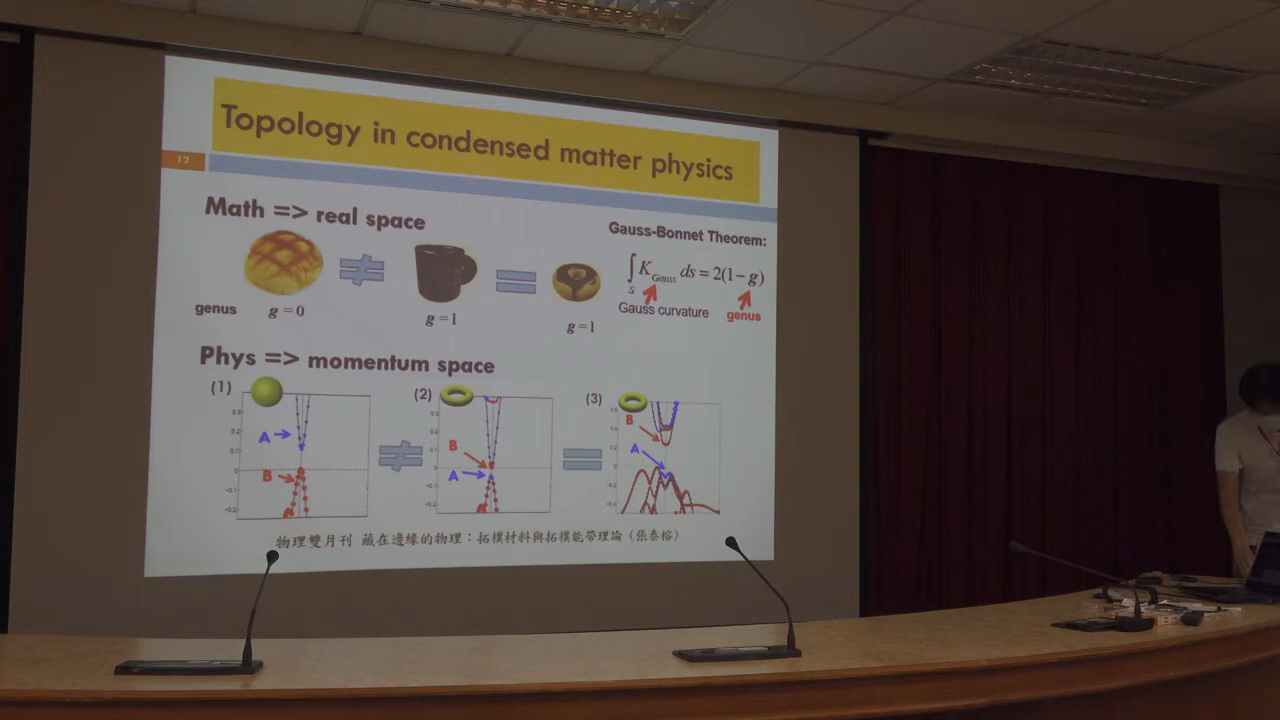 Topology in condensed matter physics
12
Math => real space
Gauss-Bonnet Theorem:
∫ₛ K_Gauss ds = 2(1−g)
Gauss curvature
genus
genus
g = 0
g = 1
g = 1
Phys => momentum space
(1)
(2)
(3)
A
B
B
A
B
A
物理雙月刊 藏在邊緣的物理：拓樸材料與拓樸能帶理論（張泰榕）